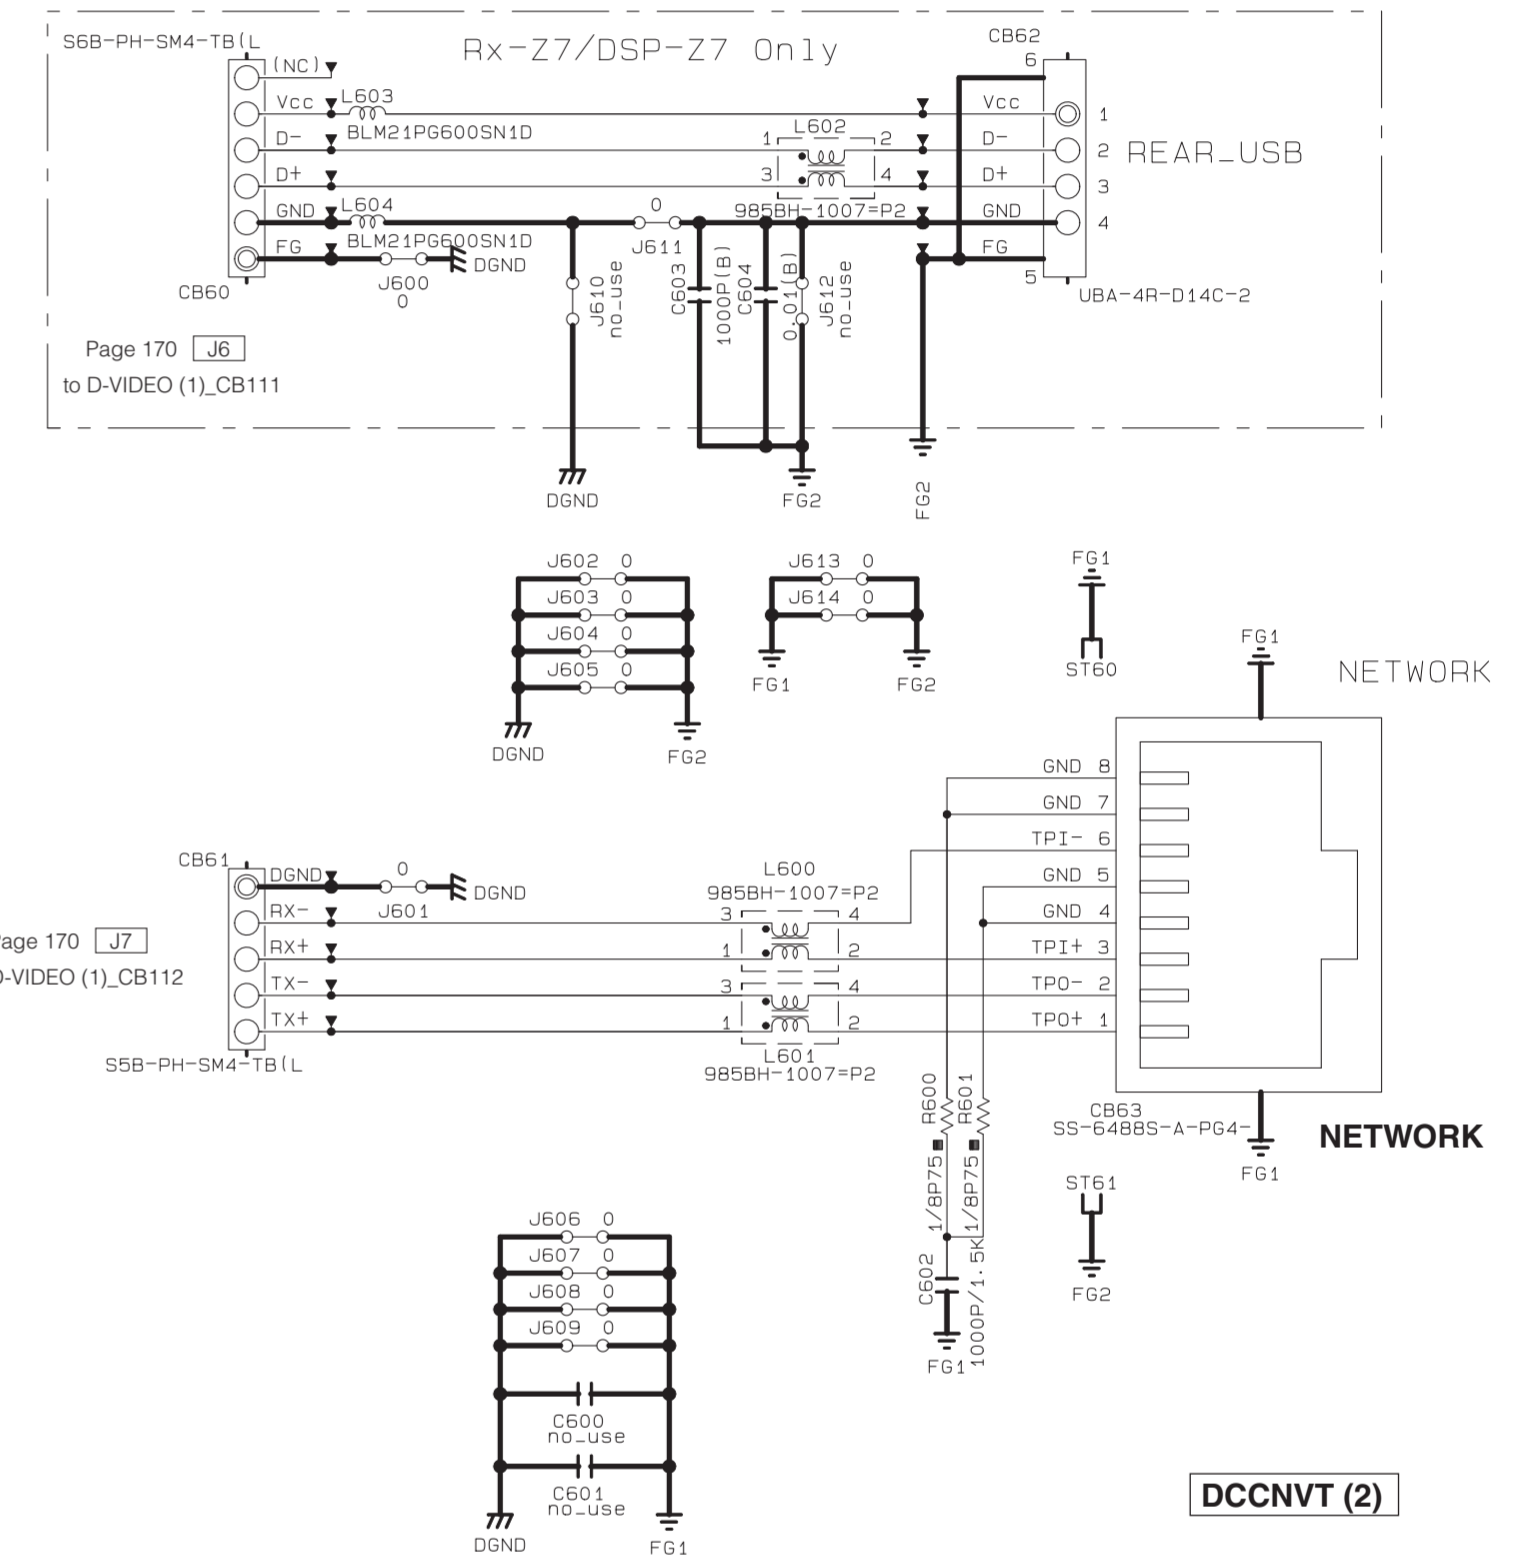 S6B-PH-SM4-TB(L
Rx-Z7/DSP-Z7 Only
CB62
(NC)
6
Vcc
L603
Vcc
1
BLM21PG600SN1D
L602
D-
1
2
D-
2
REAR_USB
D+
3
4
D+
3
GND
L604
0
985BH-1007=P2
GND
4
BLM21PG600SN1D
J611
FG
DGND
FG
J600
0
CB60
5
UBA-4R-D14C-2
J610
no_use
C603
1000P(B)
C604
0.01(B)
J612
no_use
Page 170 J6
to D-VIDEO (1)_CB111
DGND
FG2
FG2
J602 0
J603 0
J604 0
J605 0
DGND
FG2
J613 0
J614 0
FG1
FG2
FG1
ST60
FG1
NETWORK
GND 8
GND 7
TPI- 6
GND 5
GND 4
TPI+ 3
TPO- 2
TPO+ 1
CB61
DGND
0
DGND
J601
L600
985BH-1007=P2
RX-
3
4
RX+
1
2
TX-
3
4
TX+
1
2
L601
985BH-1007=P2
age 170 J7
-VIDEO (1)_CB112
S5B-PH-SM4-TB(L
R600
1/8P75
R601
1/8P75
CB63
SS-6488S-A-PG4-
NETWORK
FG1
C602
1000P/1.5K
FG1
ST61
FG2
J606 0
J607 0
J608 0
J609 0
C600
no_use
C601
no_use
DGND
FG1
DCCNVT (2)